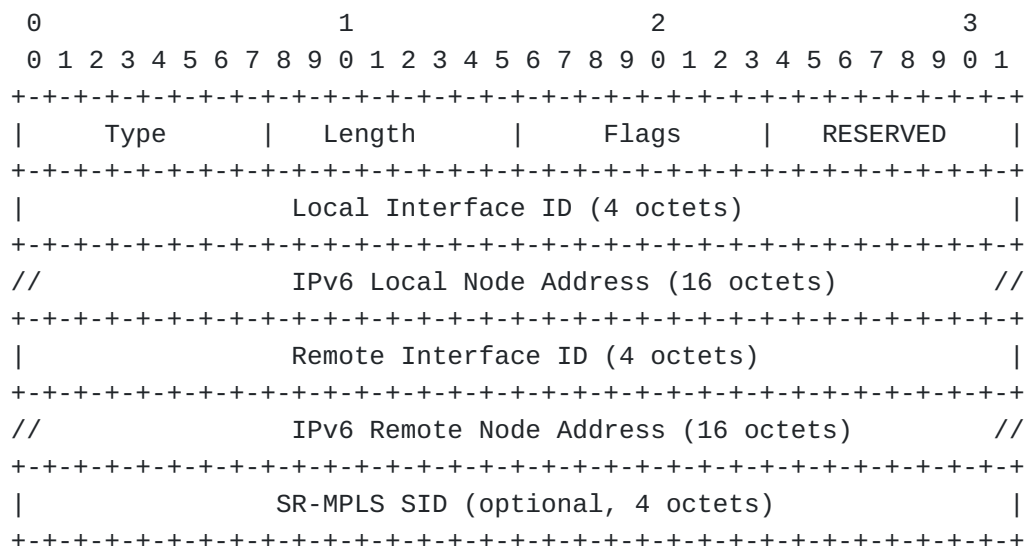 0                   1                   2                   3
 0 1 2 3 4 5 6 7 8 9 0 1 2 3 4 5 6 7 8 9 0 1 2 3 4 5 6 7 8 9 0 1
+-+-+-+-+-+-+-+-+-+-+-+-+-+-+-+-+-+-+-+-+-+-+-+-+-+-+-+-+-+-+-+-+
|     Type      |   Length      |     Flags     |   RESERVED    |
+-+-+-+-+-+-+-+-+-+-+-+-+-+-+-+-+-+-+-+-+-+-+-+-+-+-+-+-+-+-+-+-+
|                 Local Interface ID (4 octets)                 |
+-+-+-+-+-+-+-+-+-+-+-+-+-+-+-+-+-+-+-+-+-+-+-+-+-+-+-+-+-+-+-+-+
//                IPv6 Local Node Address (16 octets)          //
+-+-+-+-+-+-+-+-+-+-+-+-+-+-+-+-+-+-+-+-+-+-+-+-+-+-+-+-+-+-+-+-+
|                 Remote Interface ID (4 octets)                |
+-+-+-+-+-+-+-+-+-+-+-+-+-+-+-+-+-+-+-+-+-+-+-+-+-+-+-+-+-+-+-+-+
//                IPv6 Remote Node Address (16 octets)         //
+-+-+-+-+-+-+-+-+-+-+-+-+-+-+-+-+-+-+-+-+-+-+-+-+-+-+-+-+-+-+-+-+
|                SR-MPLS SID (optional, 4 octets)               |
+-+-+-+-+-+-+-+-+-+-+-+-+-+-+-+-+-+-+-+-+-+-+-+-+-+-+-+-+-+-+-+-+